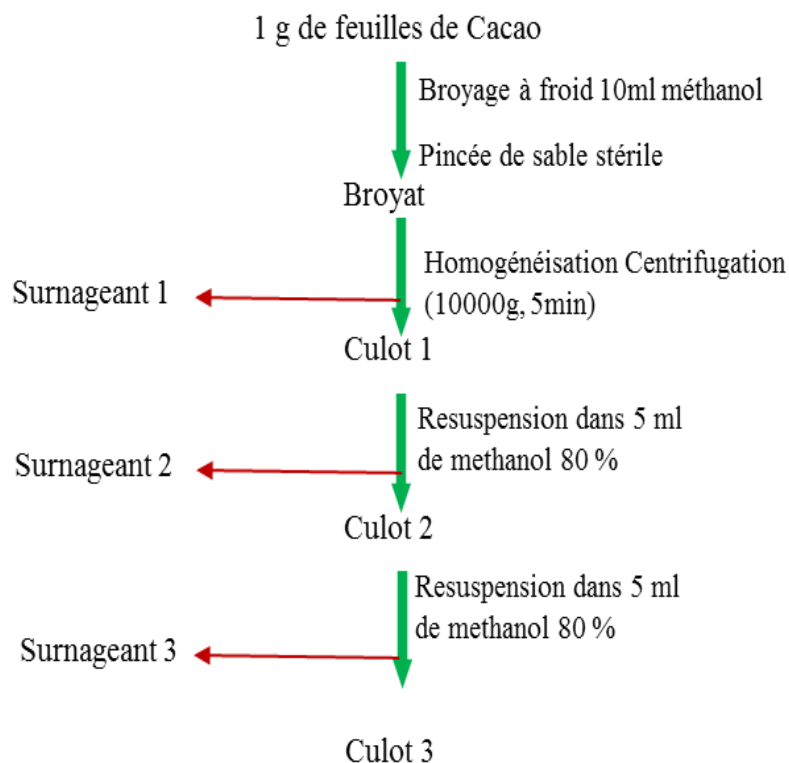 1 g de feuilles de Cacao
Broyage à froid 10ml méthanol
Pincée de sable stérile
Broyat
Homogénéisation Centrifugation
(10000g, 5min)
Surnageant 1
Culot 1
Resuspension dans 5 ml
de methanol 80 %
Surnageant 2
Culot 2
Resuspension dans 5 ml
de methanol 80 %
Surnageant 3
Culot 3